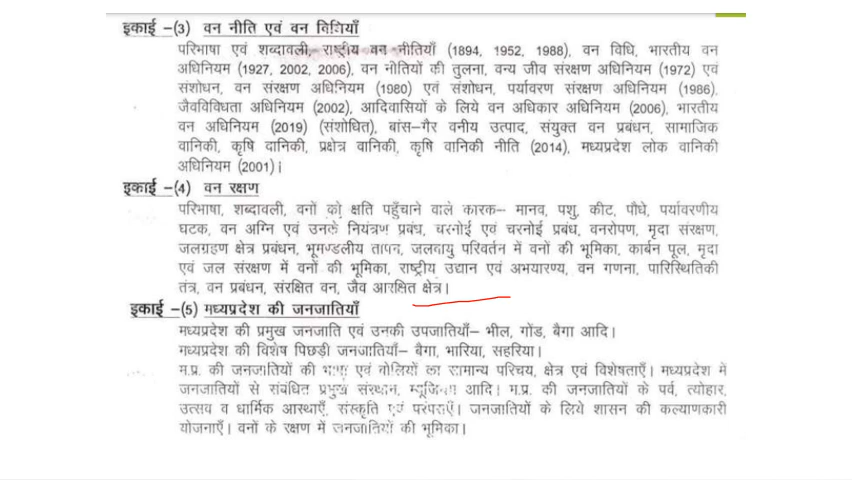 इकाई -(3) वन नीति एवं वन विधियाँ
परिभाषा एवं शब्दावली, राष्ट्रीय वन नीतियाँ (1894, 1952, 1988), वन विधि, भारतीय वन
अधिनियम (1927, 2002, 2006), वन नीतियों की तुलना, वन्य जीव संरक्षण अधिनियम (1972) एवं
संशोधन, वन संरक्षण अधिनियम (1980) एवं संशोधन, पर्यावरण संरक्षण अधिनियम (1986),
जैवविविधता अधिनियम (2002), आदिवासियों के लिये वन अधिकार अधिनियम (2006), भारतीय
वन अधिनियम (2019) (संशोधित), बांस–गैर वनीय उत्पाद, संयुक्त वन प्रबंधन, सामाजिक
वानिकी, कृषि वानिकी, प्रक्षेत्र वानिकी, कृषि वानिकी नीति (2014), मध्यप्रदेश लोक वानिकी
अधिनियम (2001)।
इकाई -(4) वन रक्षण
परिभाषा, शब्दावली, वनों को क्षति पहुँचाने वाले कारक– मानव, पशु, कीट, पौधे, पर्यावरणीय
घटक, वन अग्नि एवं उनके नियंत्रण प्रबंध, चरनोई एवं चरनोई प्रबंध, वनरोपण, मृदा संरक्षण,
जलग्रहण क्षेत्र प्रबंधन, भूमण्डलीय तापन, जलवायु परिवर्तन में वनों की भूमिका, कार्बन पूल, मृदा
एवं जल संरक्षण में वनों की भूमिका, राष्ट्रीय उद्यान एवं अभयारण्य, वन गणना, पारिस्थितिकी
तंत्र, वन प्रबंधन, संरक्षित वन, जैव आरक्षित क्षेत्र।
इकाई -(5) मध्यप्रदेश की जनजातियाँ
मध्यप्रदेश की प्रमुख जनजाति एवं उनकी उपजातियाँ– भील, गोंड, बैगा आदि।
मध्यप्रदेश की विशेष पिछड़ी जनजातियाँ– बैगा, भारिया, सहरिया।
म.प्र. की जनजातियों की भाषा एवं बोलियों का सामान्य परिचय, क्षेत्र एवं विशेषताएँ। मध्यप्रदेश में
जनजातियों से संबंधित प्रमुख संस्थान, म्यूजियम आदि। म.प्र. की जनजातियों के पर्व, त्योहार,
उत्सव व धार्मिक आस्थाएँ, संस्कृति एवं परंपराएँ। जनजातियों के लिये शासन की कल्याणकारी
योजनाएँ। वनों के रक्षण में जनजातियों की भूमिका।